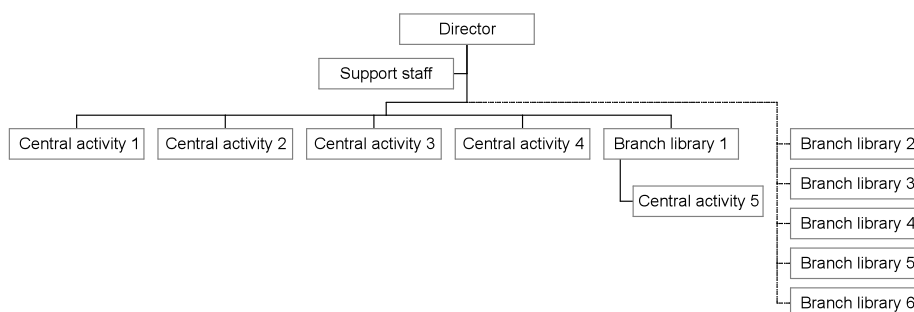 Director
Support staff
Central activity 1
Central activity 2
Central activity 3
Central activity 4
Branch library 1
Central activity 5
Branch library 2
Branch library 3
Branch library 4
Branch library 5
Branch library 6